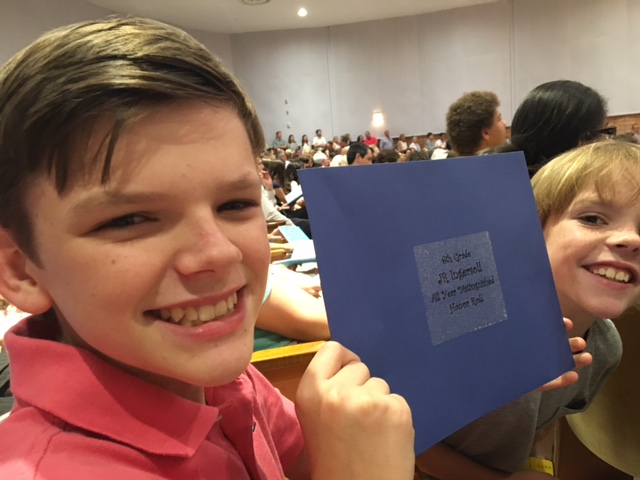 6th Grade
JR Ingersoll
All Year Distinguished
Honor Roll